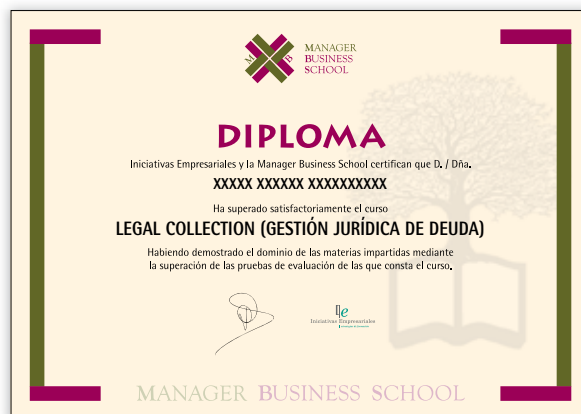 M B
MANAGER
BUSINESS
SCHOOL
DIPLOMA
Iniciativas Empresariales y la Manager Business School certifican que D. / Dña.
XXXXX XXXXXX XXXXXXXXXX
Ha superado satisfactoriamente el curso
LEGAL COLLECTION (GESTIÓN JURÍDICA DE DEUDA)
Habiendo demostrado el dominio de las materias impartidas mediante
la superación de las pruebas de evaluación de las que consta el curso.
Iniciativas Empresariales
MANAGER BUSINESS SCHOOL